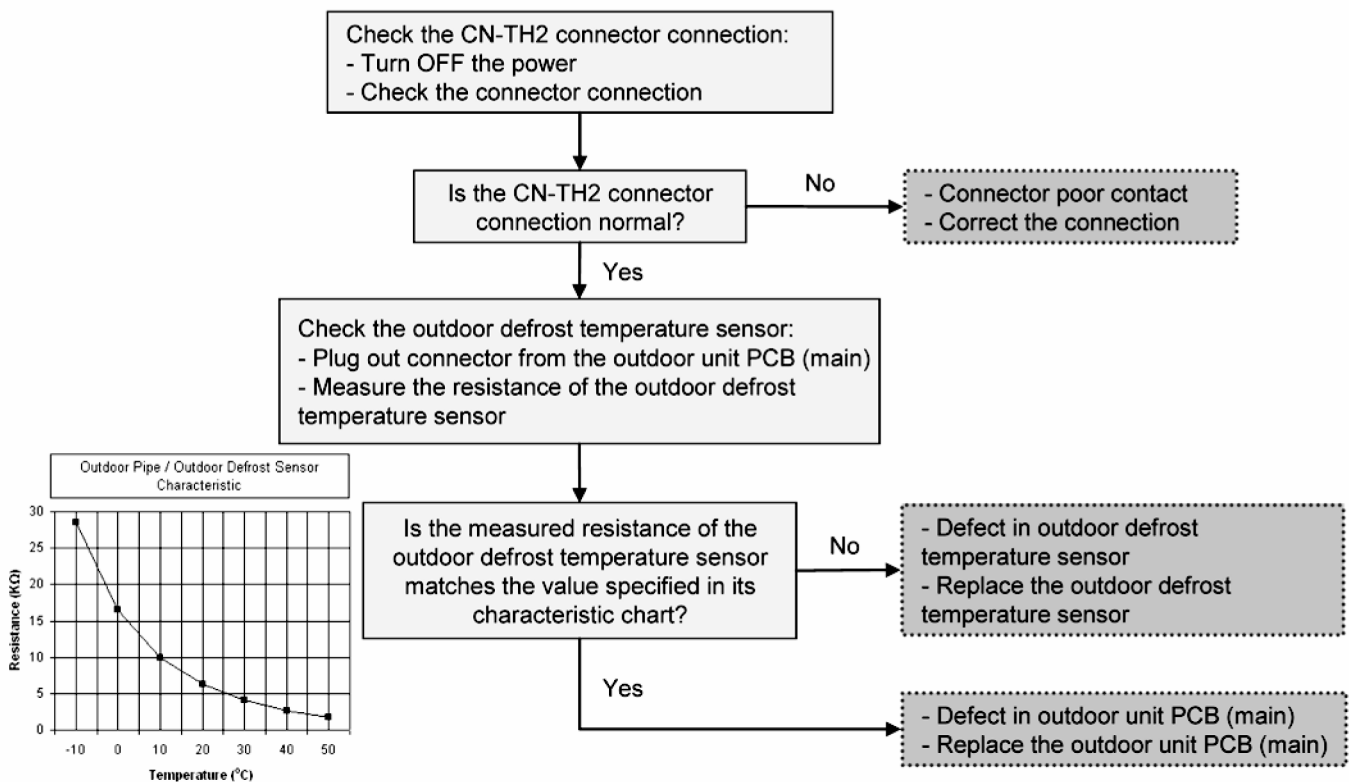 Check the CN-TH2 connector connection:
- Turn OFF the power
- Check the connector connection
Is the CN-TH2 connector
connection normal?
No
- Connector poor contact
- Correct the connection
Yes
Check the outdoor defrost temperature sensor:
- Plug out connector from the outdoor unit PCB (main)
- Measure the resistance of the outdoor defrost
temperature sensor
Outdoor Pipe / Outdoor Defrost Sensor
Characteristic
30
25
20
15
10
5
0
Resistance (KΩ)
-10 0 10 20 30 40 50
Temperature (°C)
Is the measured resistance of the
outdoor defrost temperature sensor
matches the value specified in its
characteristic chart?
No
- Defect in outdoor defrost
temperature sensor
- Replace the outdoor defrost
temperature sensor
Yes
- Defect in outdoor unit PCB (main)
- Replace the outdoor unit PCB (main)